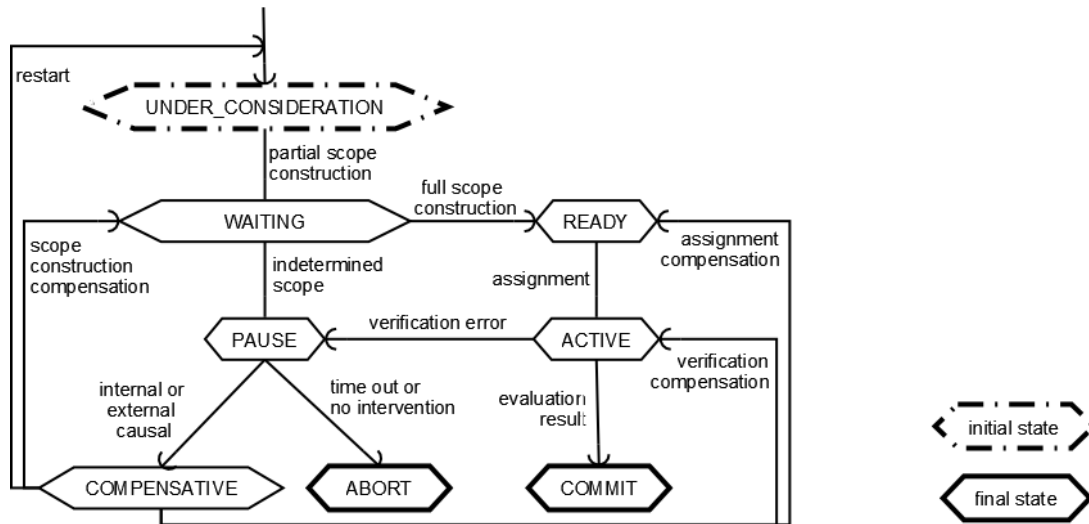 restart
UNDER_CONSIDERATION
partial scope
construction
full scope
construction
WAITING
READY
scope
construction
compensation
indetermined
scope
assignment
assignment
compensation
PAUSE
verification error
ACTIVE
verification
compensation
internal or
external
causal
time out or
no intervention
evaluation
result
initial state
COMPENSATIVE
ABORT
COMMIT
final state